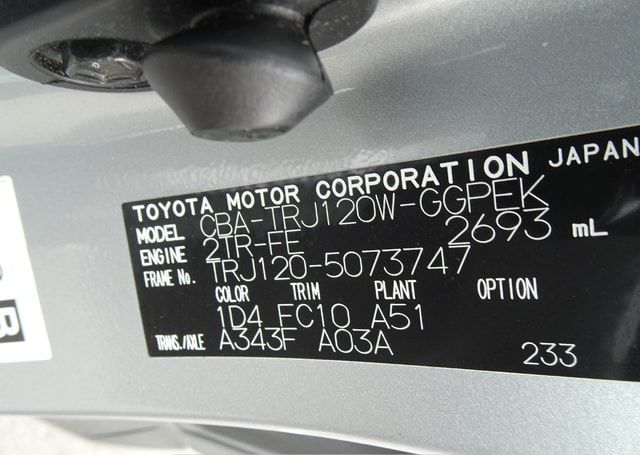 TOYOTA MOTOR CORPORATION JAPAN
MODEL CBA-TRJ120W-GGPEK
ENGINE 2TR-FE 2693 mL
FRAME No. TRJ120-5073747
COLOR TRIM PLANT OPTION
1D4 FC10 A51
TRANS./AXLE A343F A03A
233